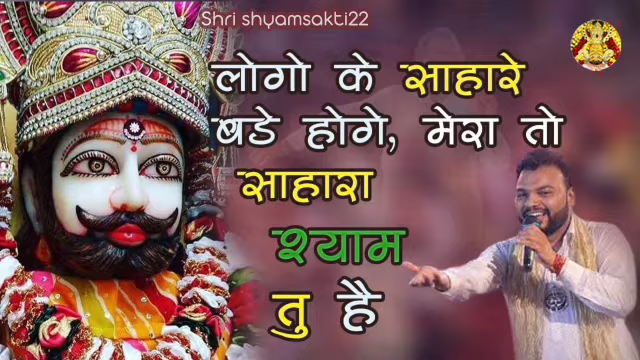 Shri shyamsakti22
लोगो के साहारे
बडे होगे, मेरा तो
साहारा
श्याम
तु है